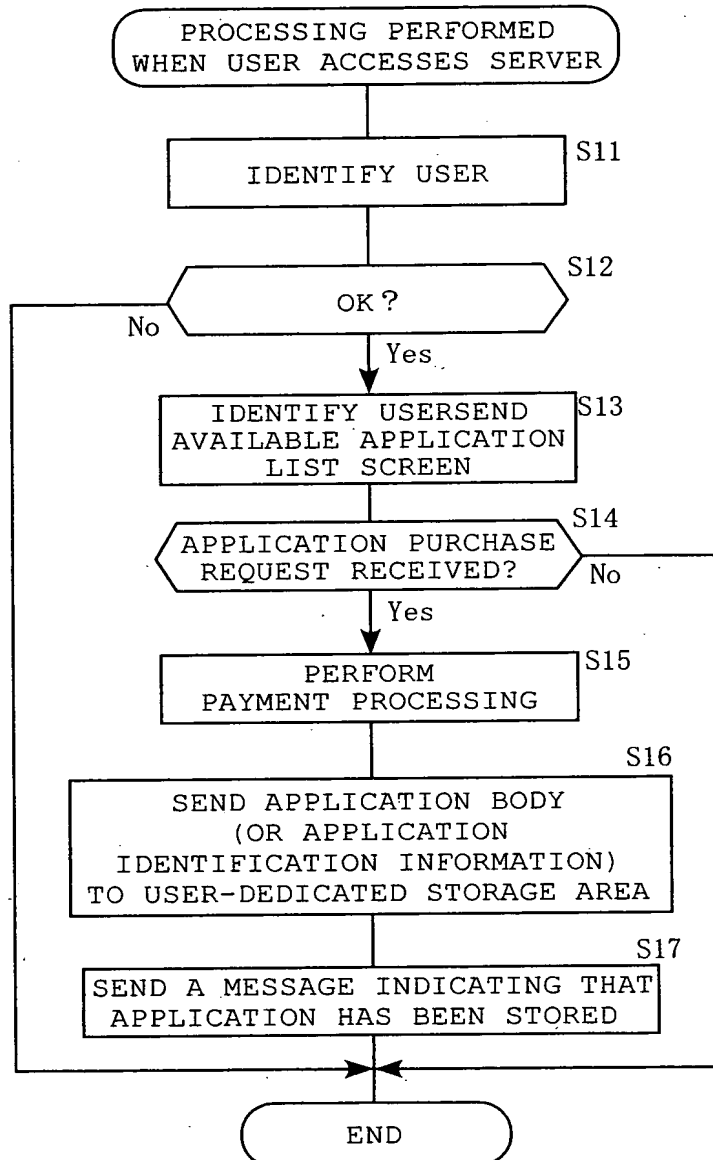 PROCESSING PERFORMED
WHEN USER ACCESSES SERVER
S11
IDENTIFY USER
S12
OK?
No
Yes
S13
IDENTIFY USERSEND
AVAILABLE APPLICATION
LIST SCREEN
S14
APPLICATION PURCHASE
REQUEST RECEIVED?
No
Yes
S15
PERFORM
PAYMENT PROCESSING
S16
SEND APPLICATION BODY
(OR APPLICATION
IDENTIFICATION INFORMATION)
TO USER-DEDICATED STORAGE AREA
S17
SEND A MESSAGE INDICATING THAT
APPLICATION HAS BEEN STORED
END